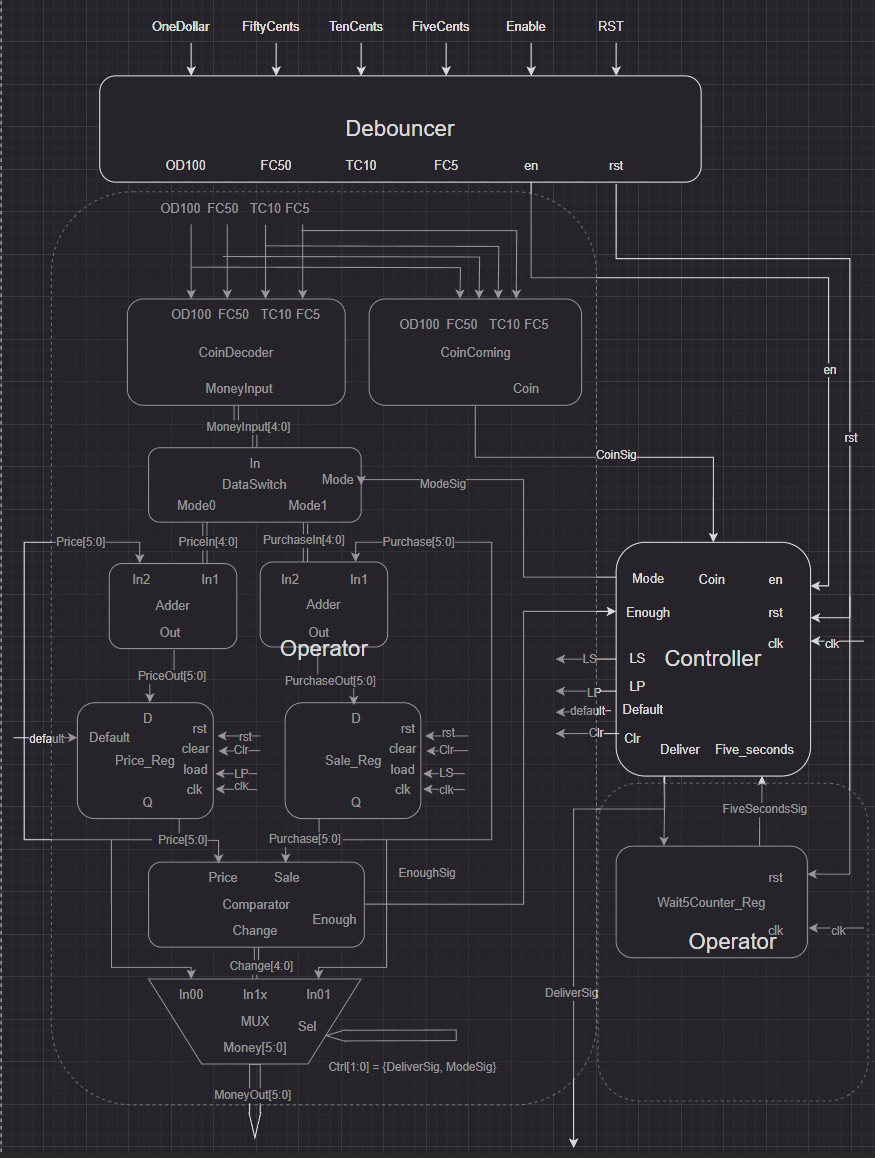 OneDollar FiftyCents TenCents FiveCents Enable RST
Debouncer
OD100 FC50 TC10 FC5 en rst
OD100 FC50 TC10 FC5
OD100 FC50 TC10 FC5
CoinDecoder
MoneyInput
OD100 FC50 TC10 FC5
CoinComing
Coin
en
rst
MoneyInput[4:0]
CoinSig
In
DataSwitch
Mode
Mode0 Mode1
ModeSig
Price[5:0] PriceIn[4:0] PurchaseIn[4:0] Purchase[5:0]
In2 In1
Adder
Out
In2 In1
Adder
Out
Operator
Mode Coin en
Enough rst
clk
clk
LS LS
Controller
LP LP
default Default
Clr Clr
Deliver Five_seconds
PriceOut[5:0] PurchaseOut[5:0]
default
D
Default
rst rst
clear Clr
Price_Reg
load LP
clk clk
Q
D
rst rst
clear Clr
Sale_Reg
load LS
clk clk
Q
FiveSecondsSig
Price[5:0] Purchase[5:0]
Price Sale
Comparator
Enough
Change
EnoughSig
rst
Wait5Counter_Reg
clk clk
Operator
Change[4:0]
In00 In1x In01
MUX
Sel
Money[5:0]
DeliverSig
Ctrl[1:0] = {DeliverSig, ModeSig}
MoneyOut[5:0]